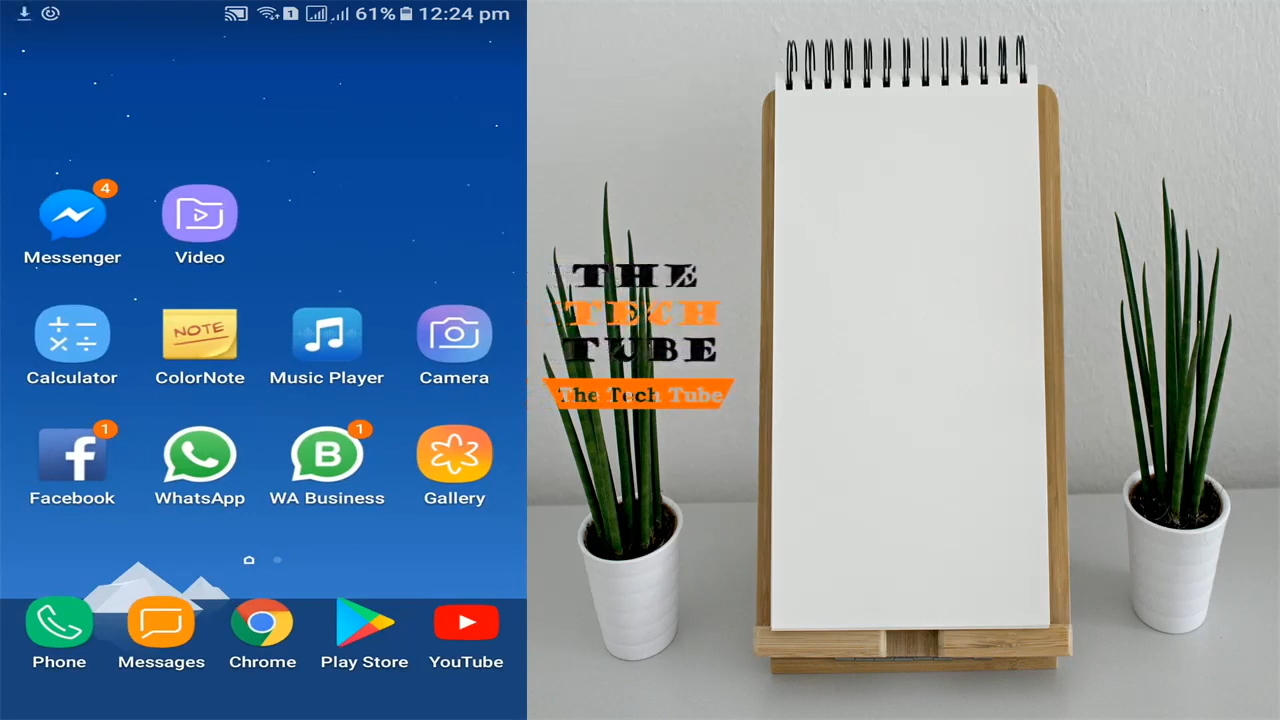 61% 12:24 pm
4
Messenger Video
NOTE
Calculator ColorNote Music Player Camera
1 1
f B
Facebook WhatsApp WA Business Gallery
Phone Messages Chrome Play Store YouTube
THE
TECH
TUBE
The Tech Tube